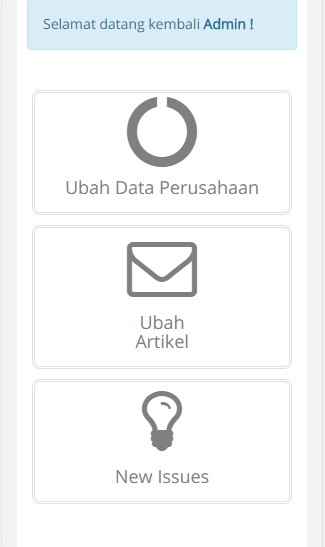 Selamat datang kembali Admin !
Ubah Data Perusahaan
Ubah
Artikel
New Issues